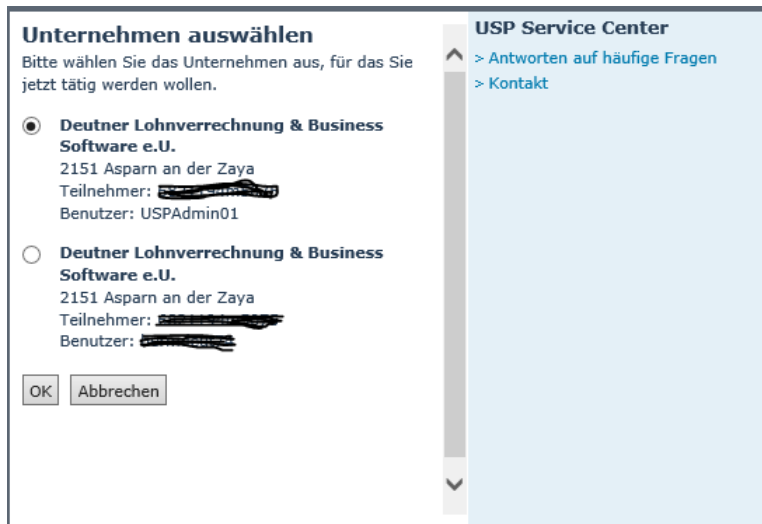 Unternehmen auswählen
Bitte wählen Sie das Unternehmen aus, für das Sie
jetzt tätig werden wollen.
Deutner Lohnverrechnung & Business
Software e.U.
2151 Asparn an der Zaya
Teilnehmer:
Benutzer: USPAdmin01
Deutner Lohnverrechnung & Business
Software e.U.
2151 Asparn an der Zaya
Teilnehmer:
Benutzer:
OK Abbrechen
USP Service Center
> Antworten auf häufige Fragen
> Kontakt